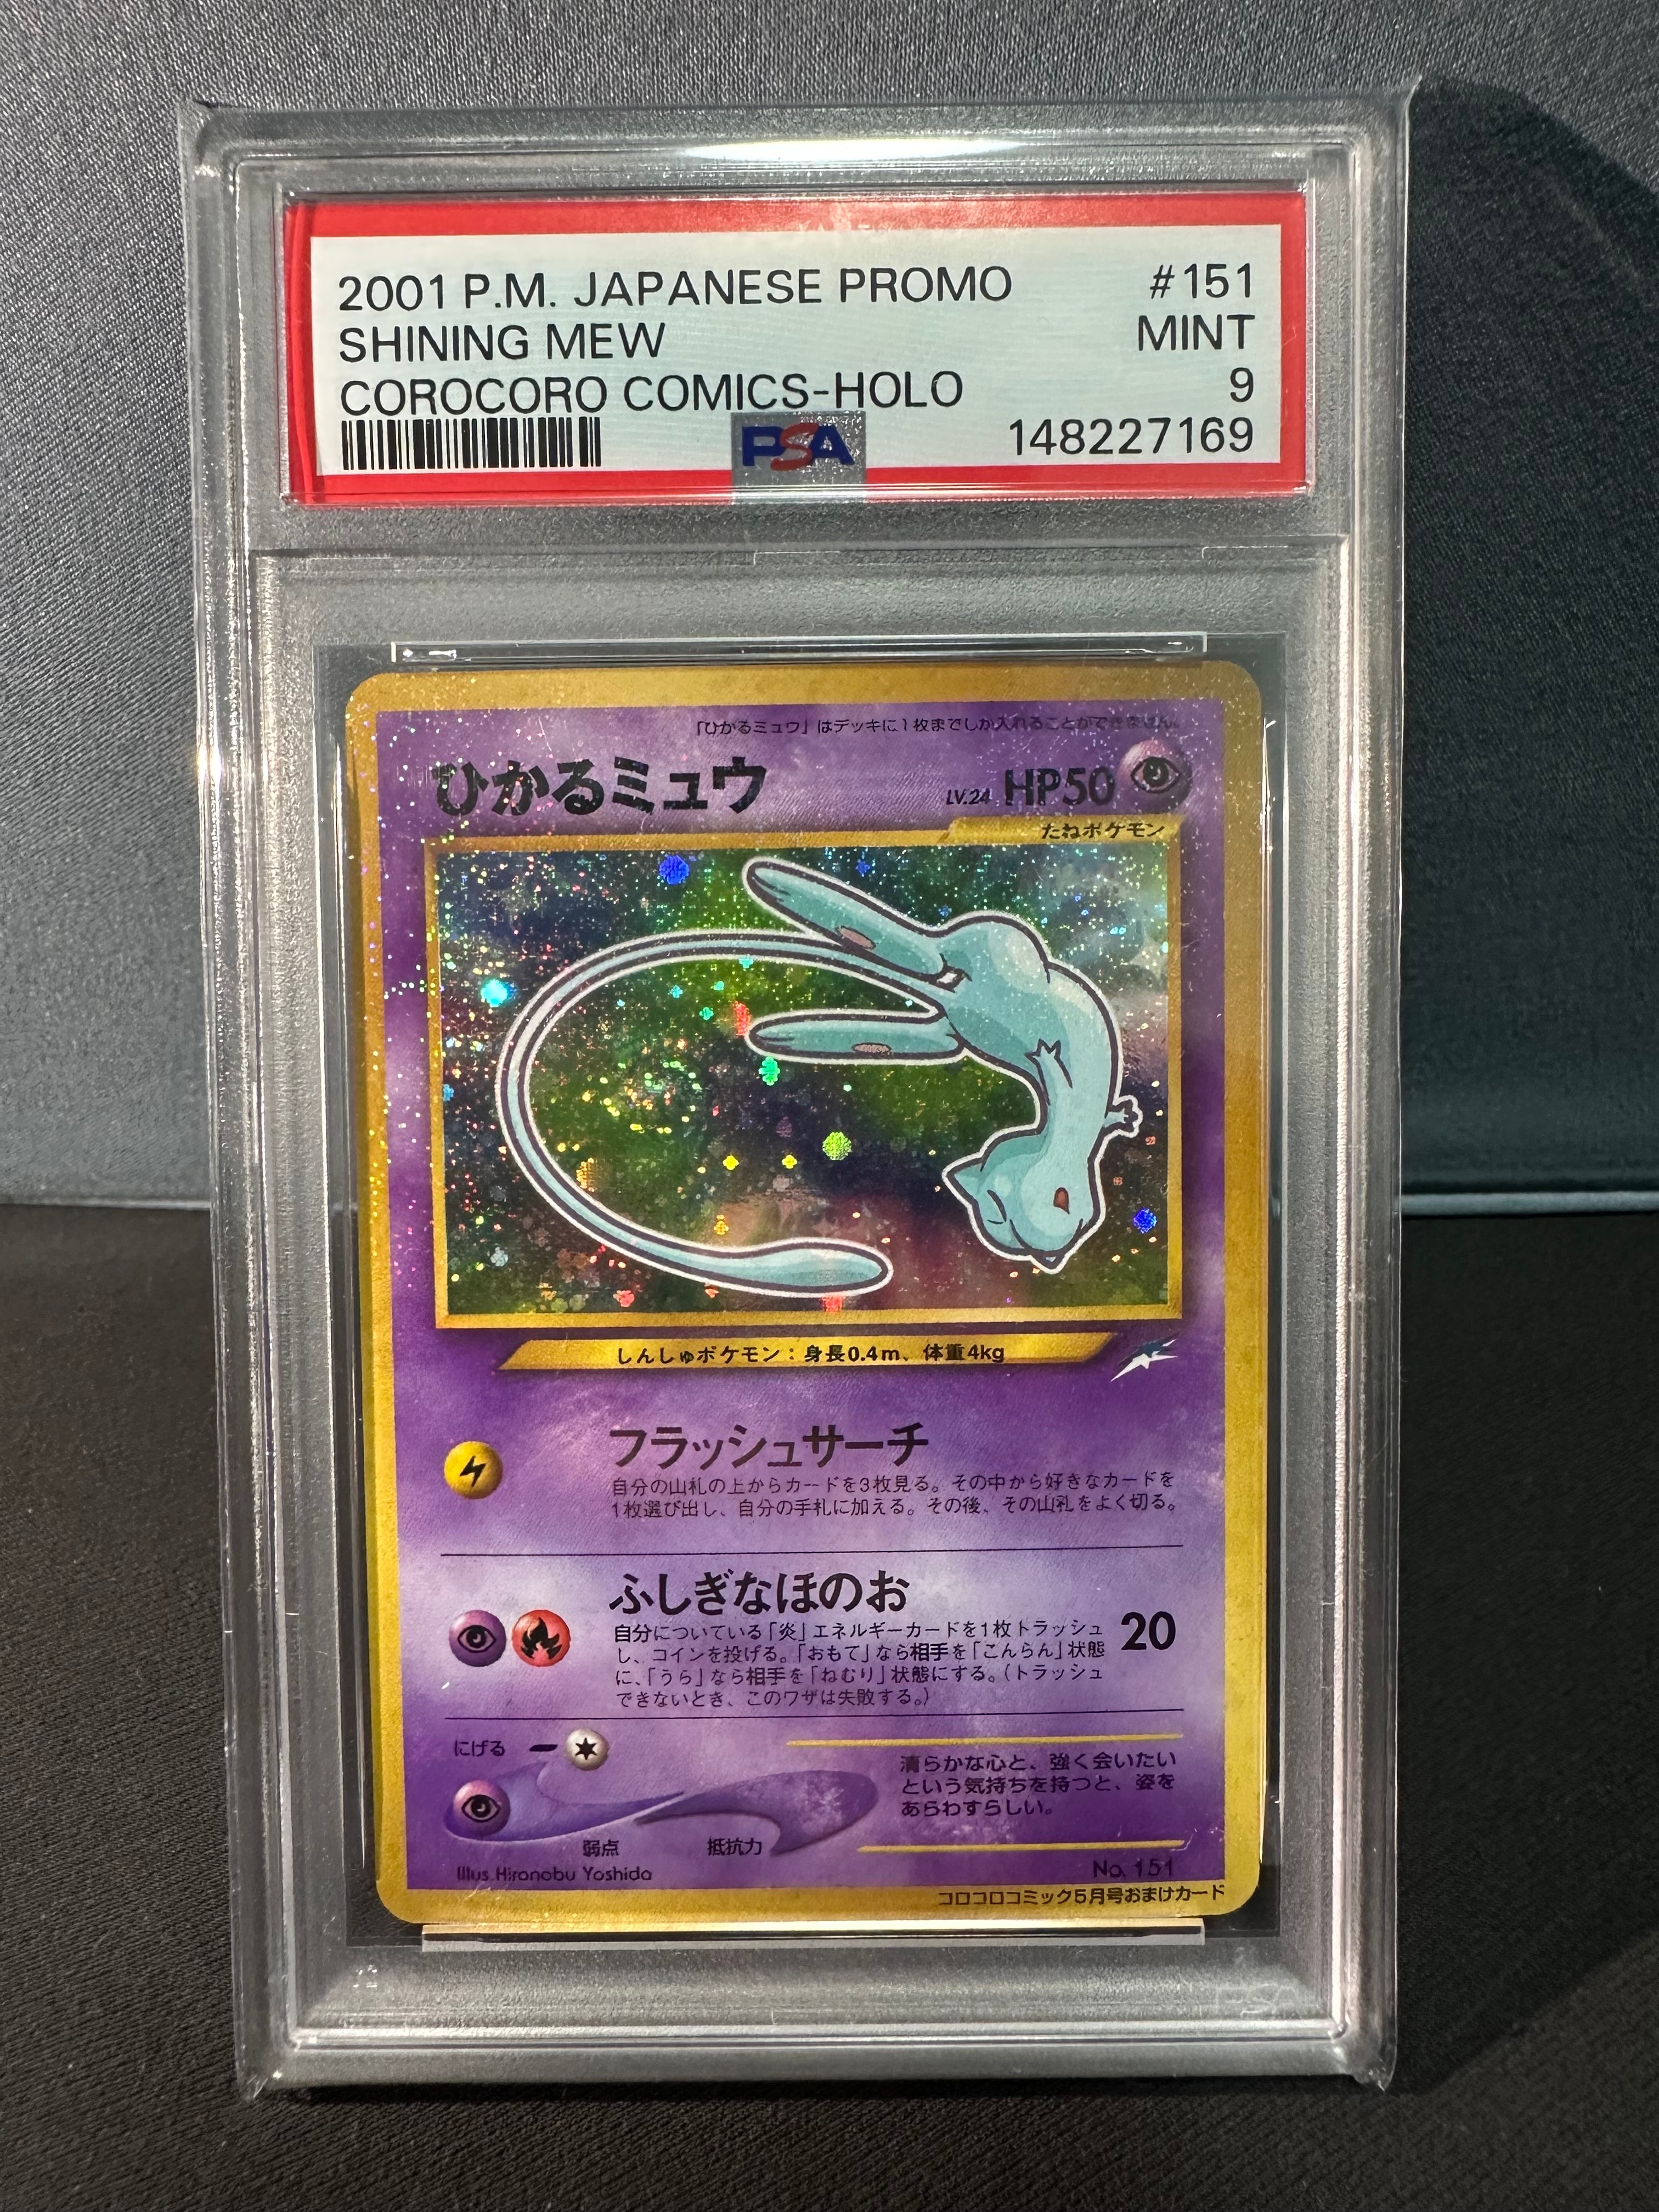 2001 P.M. JAPANESE PROMO #151
SHINING MEW MINT
COROCORO COMICS-HOLO 9
PSA 148227169
「ひかるミュウ」はデッキに1枚までしか入れることができません。
ひかるミュウ LV.24 HP50
たねポケモン
しんしゅポケモン：身長0.4m、体重4kg
フラッシュサーチ
自分の山札の上からカードを3枚見る。その中から好きなカードを
1枚選び出し、自分の手札に加える。その後、その山札をよく切る。
ふしぎなほのお 20
自分についている「炎」エネルギーカードを1枚トラッシュ
し、コインを投げる。「おもて」なら相手を「こんらん」状態
に、「うら」なら相手を「ねむり」状態にする。（トラッシュ
できないとき、このワザは失敗する。）
にげる
清らかな心と、強く会いたい
という気持ちを持つと、姿を
あらわすらしい。
弱点 抵抗力
Illus.Hironobu Yoshida No.151
コロコロコミック5月号おまけカード